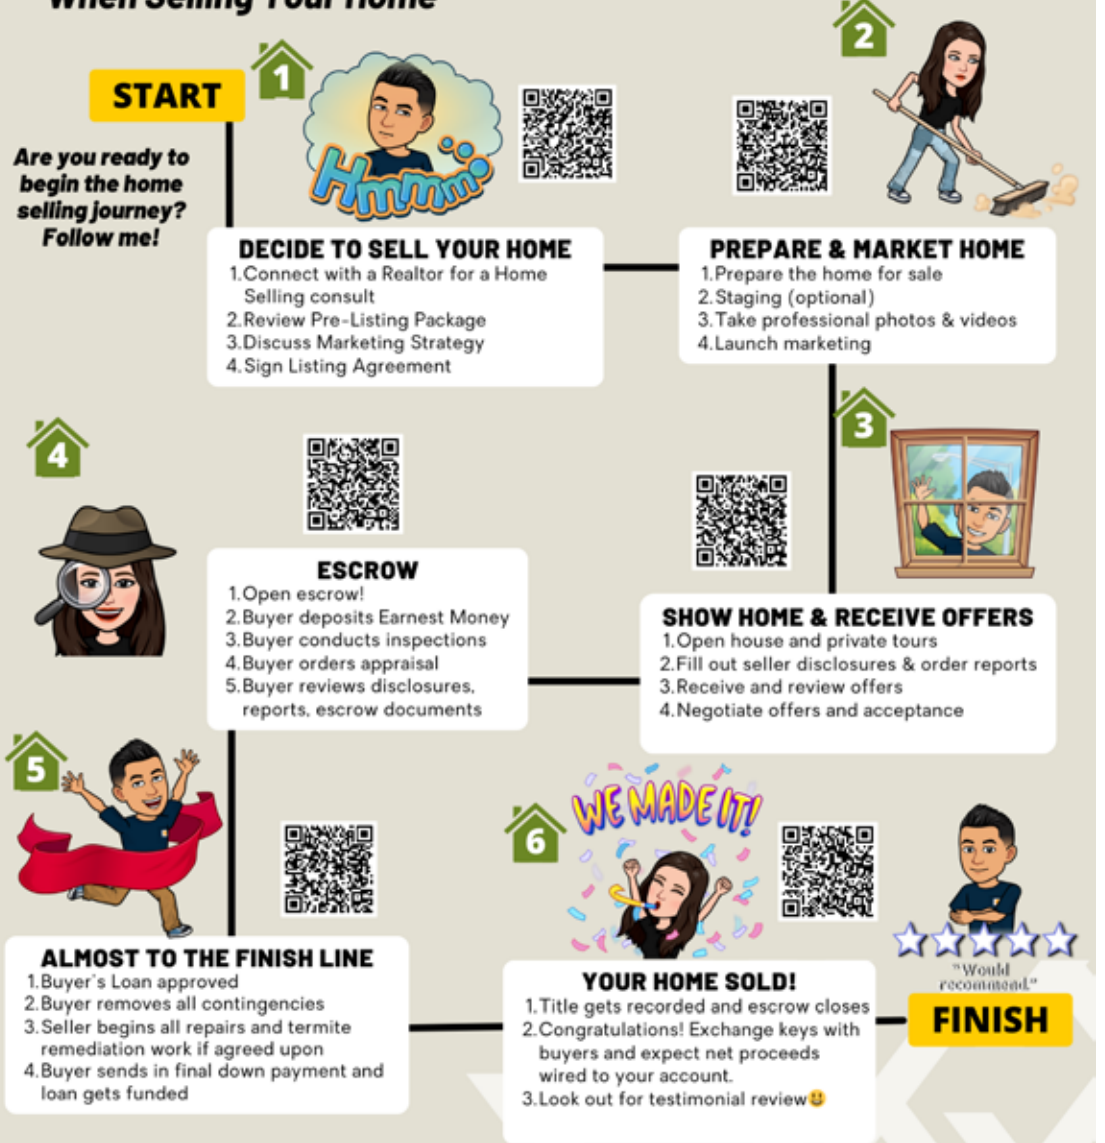 When Selling Your Home
START
Are you ready to
begin the home
selling journey?
Follow me!
1
Hmmm
DECIDE TO SELL YOUR HOME
1.Connect with a Realtor for a Home
Selling consult
2.Review Pre-Listing Package
3.Discuss Marketing Strategy
4.Sign Listing Agreement
2
PREPARE & MARKET HOME
1.Prepare the home for sale
2.Staging (optional)
3.Take professional photos & videos
4.Launch marketing
3
SHOW HOME & RECEIVE OFFERS
1.Open house and private tours
2.Fill out seller disclosures & order reports
3.Receive and review offers
4.Negotiate offers and acceptance
4
ESCROW
1.Open escrow!
2.Buyer deposits Earnest Money
3.Buyer conducts inspections
4.Buyer orders appraisal
5.Buyer reviews disclosures,
reports, escrow documents
5
ALMOST TO THE FINISH LINE
1.Buyer's Loan approved
2.Buyer removes all contingencies
3.Seller begins all repairs and termite
remediation work if agreed upon
4.Buyer sends in final down payment and
loan gets funded
6
WE MADE IT!
YOUR HOME SOLD!
1.Title gets recorded and escrow closes
2.Congratulations! Exchange keys with
buyers and expect net proceeds
wired to your account.
3.Look out for testimonial review😃
"Would
recommend."
FINISH